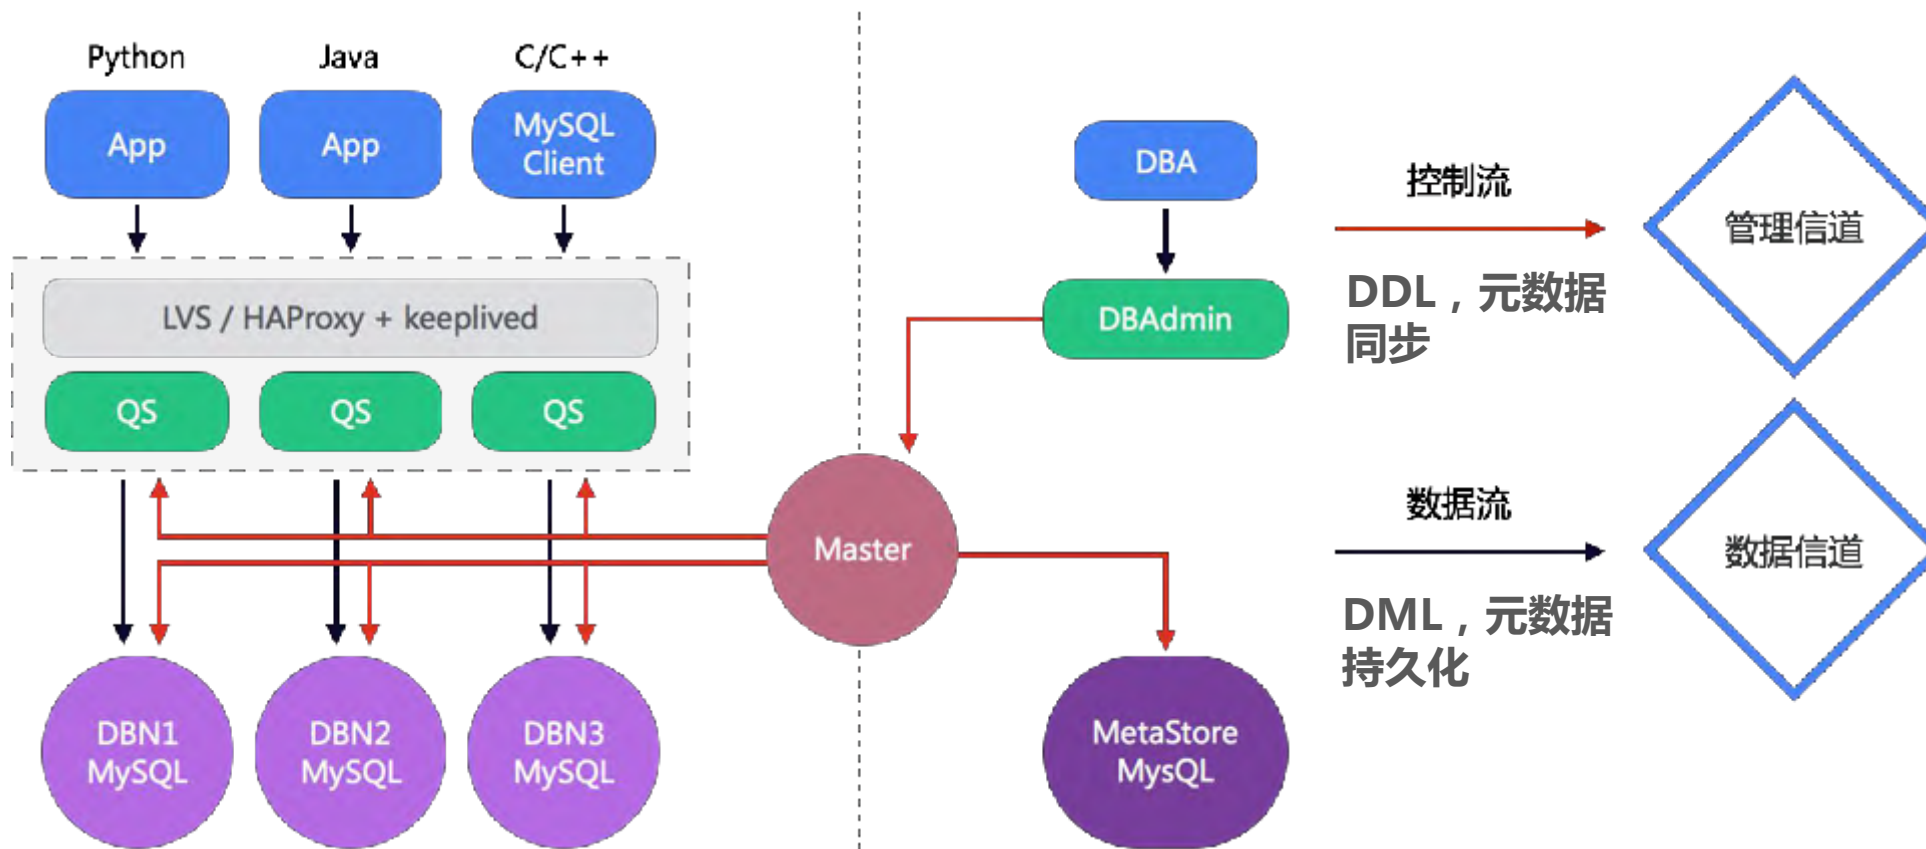 Python
Java
C/C++
App
App
MySQL
Client
LVS / HAProxy + keeplived
QS
QS
QS
DBN1
MySQL
DBN2
MySQL
DBN3
MySQL
Master
DBA
DBAdmin
MetaStore
MysQL
控制流
DDL，元数据
同步
管理信道
数据流
DML，元数据
持久化
数据信道